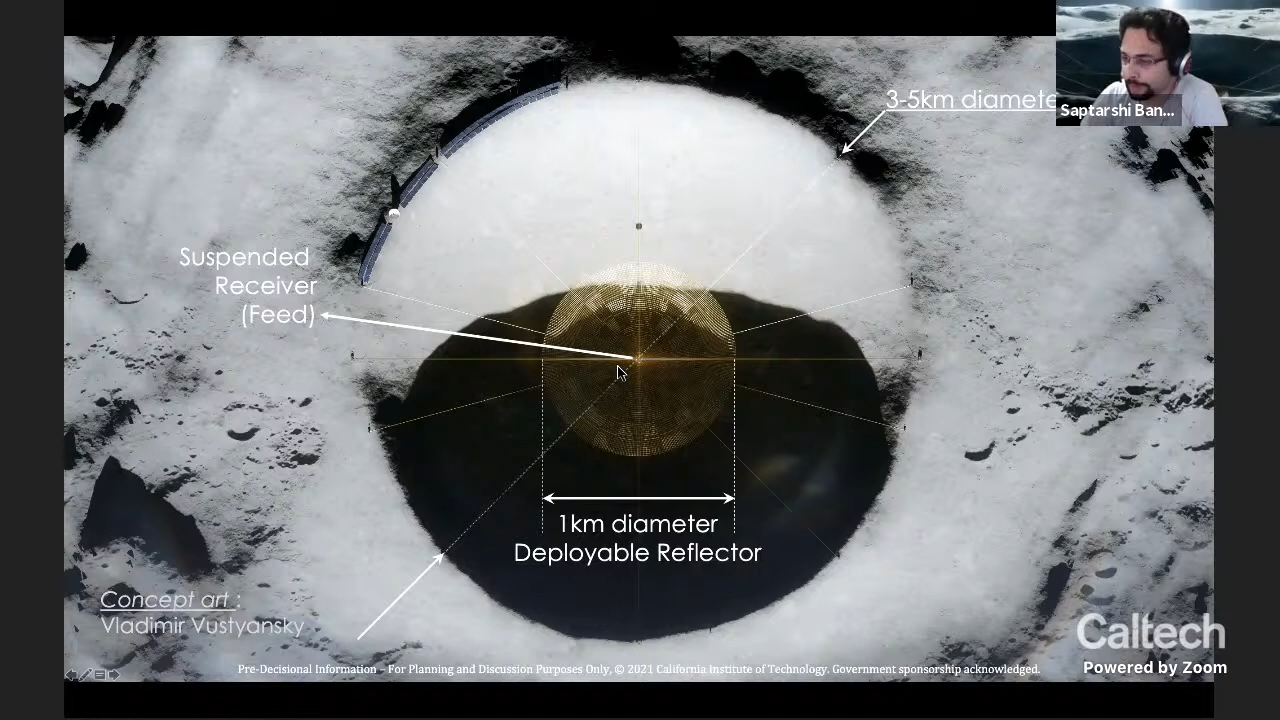 3-5km diamete
Saptarshi Ban...
Suspended
Receiver
(Feed)
1km diameter
Deployable Reflector
Concept art :
Vladimir Vustyansky
Caltech
Powered by Zoom
Pre-Decisional Information – For Planning and Discussion Purposes Only, © 2021 California Institute of Technology. Government sponsorship acknowledged.